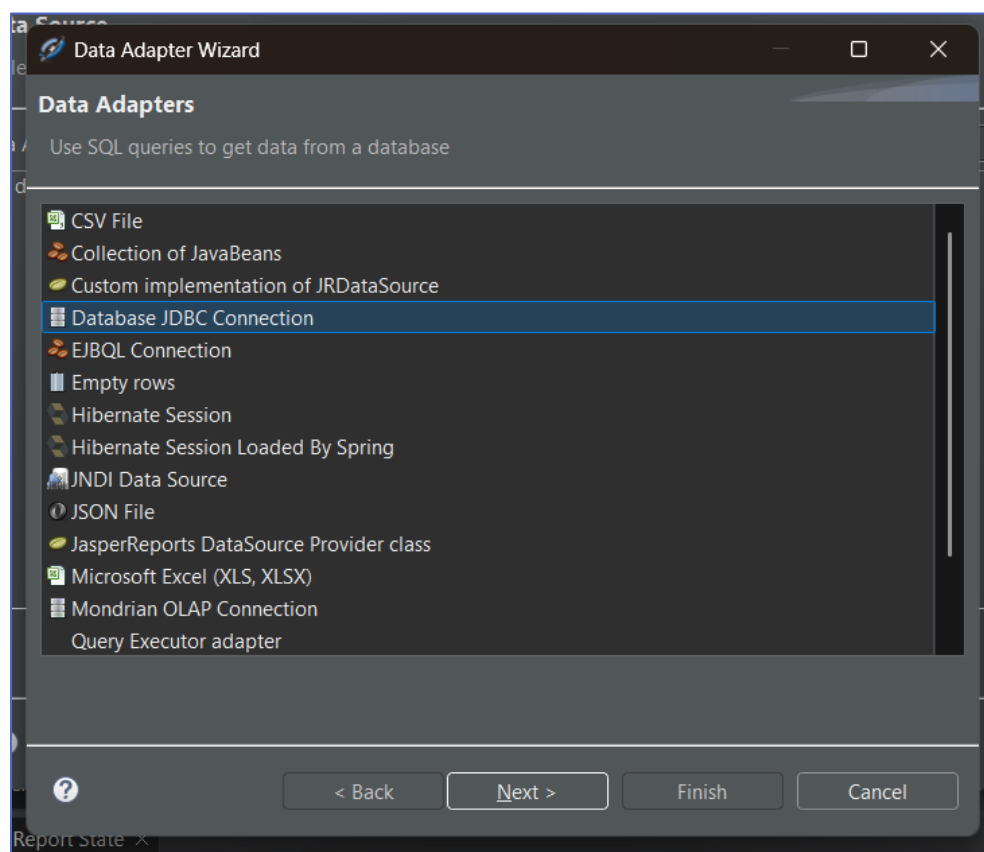 ta Source
Data Adapter Wizard
Data Adapters
Use SQL queries to get data from a database
CSV File
Collection of JavaBeans
Custom implementation of JRDataSource
Database JDBC Connection
EJBQL Connection
Empty rows
Hibernate Session
Hibernate Session Loaded By Spring
JNDI Data Source
JSON File
JasperReports DataSource Provider class
Microsoft Excel (XLS, XLSX)
Mondrian OLAP Connection
Query Executor adapter
< Back Next > Finish Cancel
Report State